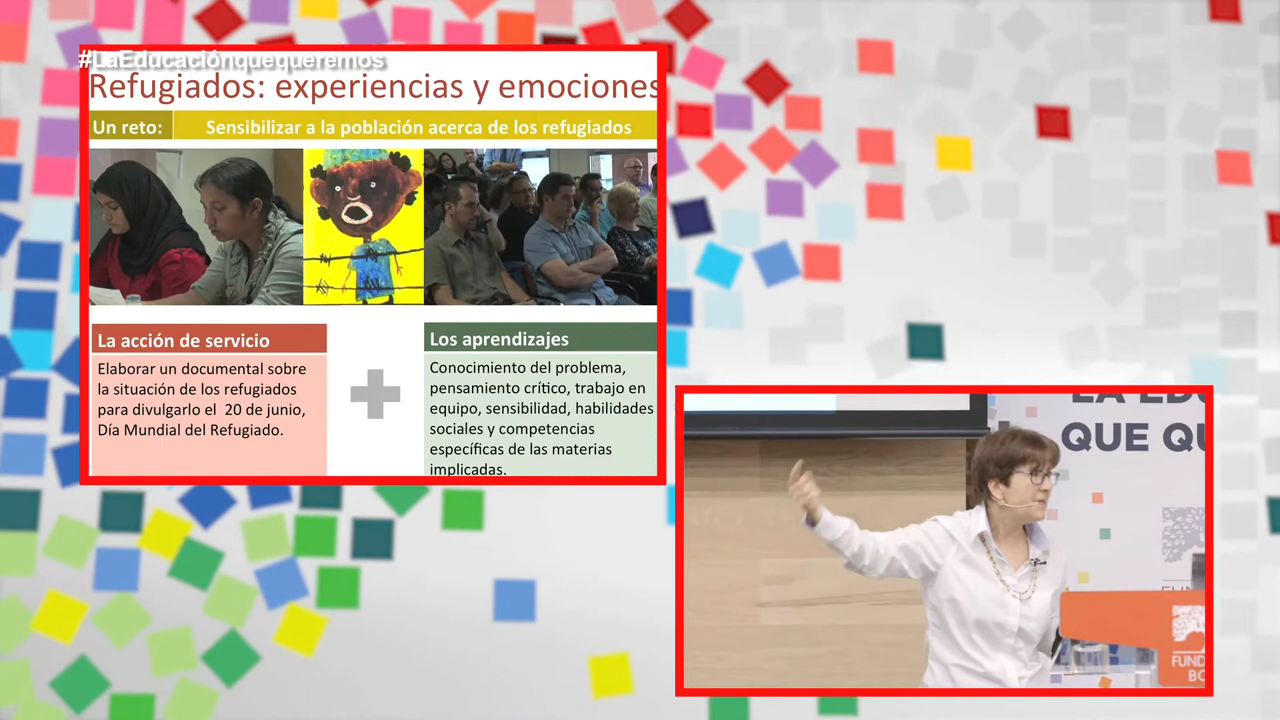 #LaEducaciónquequeremos
Refugiados: experiencias y emociones
Un reto: Sensibilizar a la población acerca de los refugiados
La acción de servicio
Elaborar un documental sobre
la situación de los refugiados
para divulgarlo el 20 de junio,
Día Mundial del Refugiado.
Los aprendizajes
Conocimiento del problema,
pensamiento crítico, trabajo en
equipo, sensibilidad, habilidades
sociales y competencias
específicas de las materias
implicadas.
LA EDU
QUE QU
FUND
BO